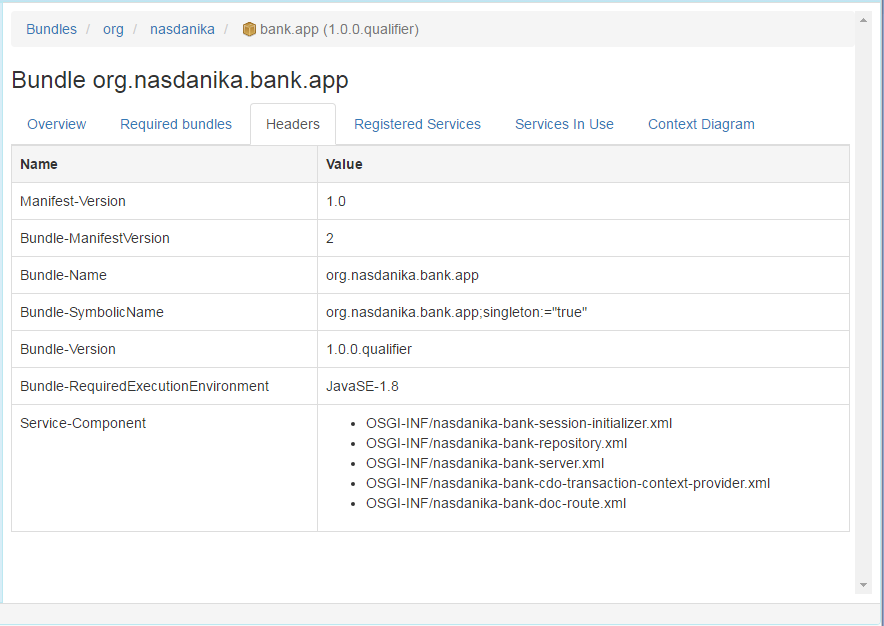 Bundles / org / nasdanika / bank.app (1.0.0.qualifier)
Bundle org.nasdanika.bank.app
Overview Required bundles Headers Registered Services Services In Use Context Diagram
Name Value
Manifest-Version 1.0
Bundle-ManifestVersion 2
Bundle-Name org.nasdanika.bank.app
Bundle-SymbolicName org.nasdanika.bank.app;singleton:="true"
Bundle-Version 1.0.0.qualifier
Bundle-RequiredExecutionEnvironment JavaSE-1.8
Service-Component • OSGI-INF/nasdanika-bank-session-initializer.xml
• OSGI-INF/nasdanika-bank-repository.xml
• OSGI-INF/nasdanika-bank-server.xml
• OSGI-INF/nasdanika-bank-cdo-transaction-context-provider.xml
• OSGI-INF/nasdanika-bank-doc-route.xml